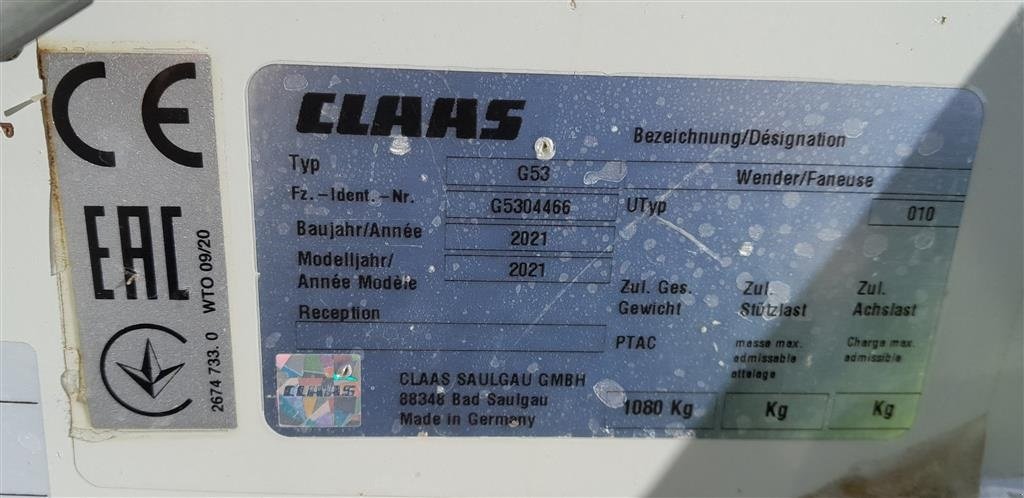 CE
EAC
WTO 09/20
2674 733. 0
CLAAS
Bezeichnung/Désignation
Typ G53 Wender/Faneuse
Fz.-Ident.-Nr. G5304466 UTyp 010
Baujahr/Année 2021
Modelljahr/
Année Modèle 2021
Zul. Ges.
Gewicht
Zul.
Stützlast
Zul.
Achslast
Reception
PTAC
masse max.
admissable
attelage
Charge max.
admissible
CLAAS
CLAAS SAULGAU GMBH
88348 Bad Saulgau
Made in Germany
1080 Kg Kg Kg